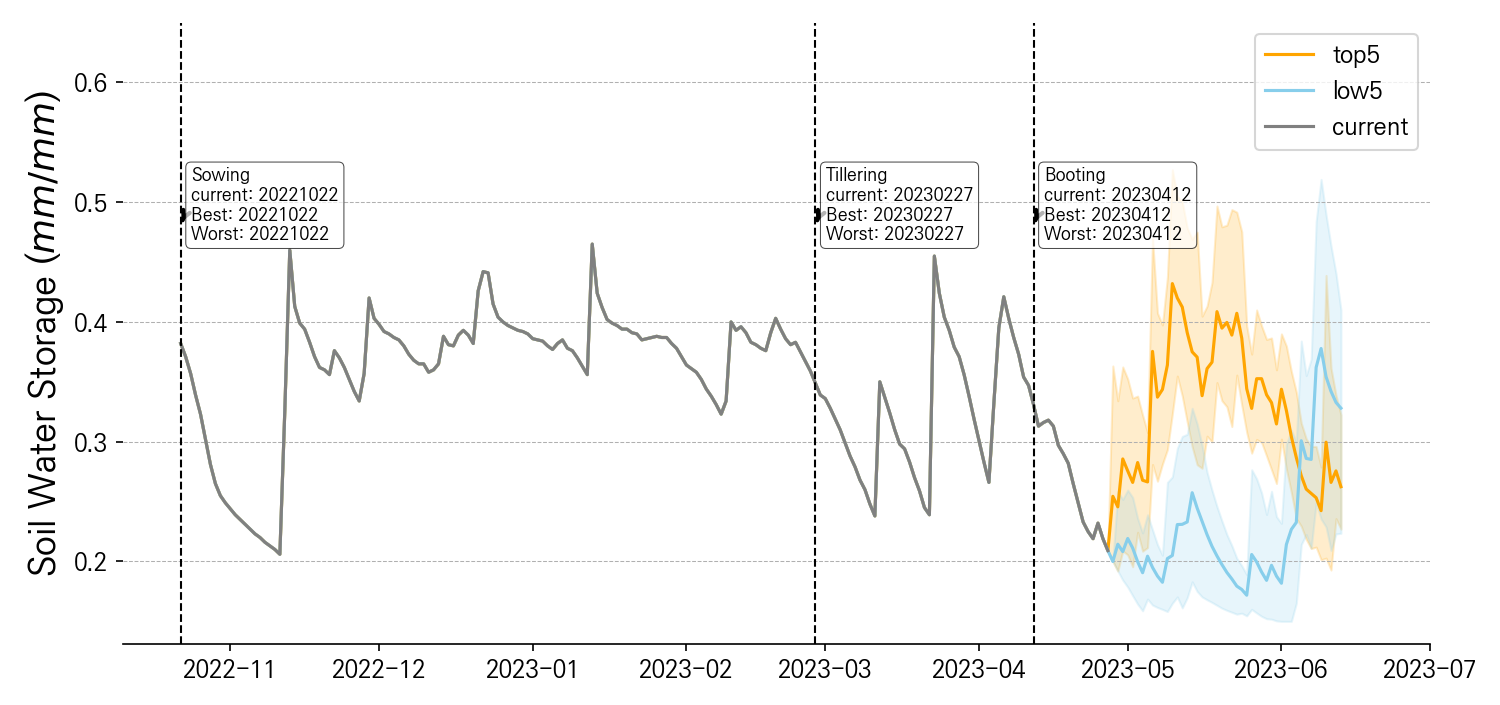 top5
low5
current
Soil Water Storage (mm/mm)
0.6
0.5
0.4
0.3
0.2
Sowing
current: 20221022
Best: 20221022
Worst: 20221022
Tillering
current: 20230227
Best: 20230227
Worst: 20230227
Booting
current: 20230412
Best: 20230412
Worst: 20230412
2022−11
2022−12
2023−01
2023−02
2023−03
2023−04
2023−05
2023−06
2023−07